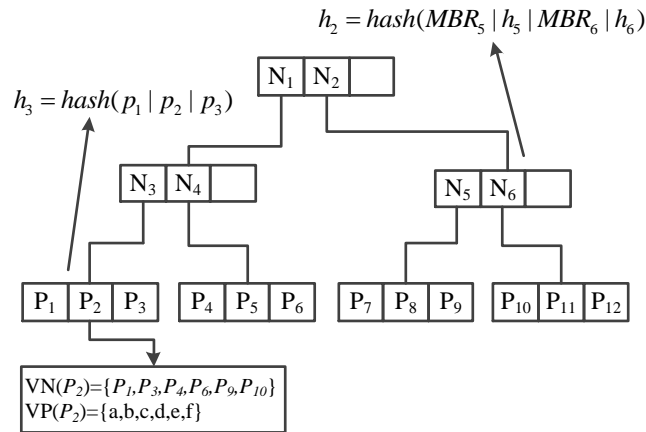 h₂ = hash(MBR₅ | h₅ | MBR₆ | h₆)
N₁ N₂
h₃ = hash(p₁ | p₂ | p₃)
N₃ N₄
N₅ N₆
P₁ P₂ P₃
P₄ P₅ P₆
P₇ P₈ P₉
P₁₀ P₁₁ P₁₂
VN(P₂)={P₁,P₃,P₄,P₆,P₉,P₁₀}
VP(P₂)={a,b,c,d,e,f}